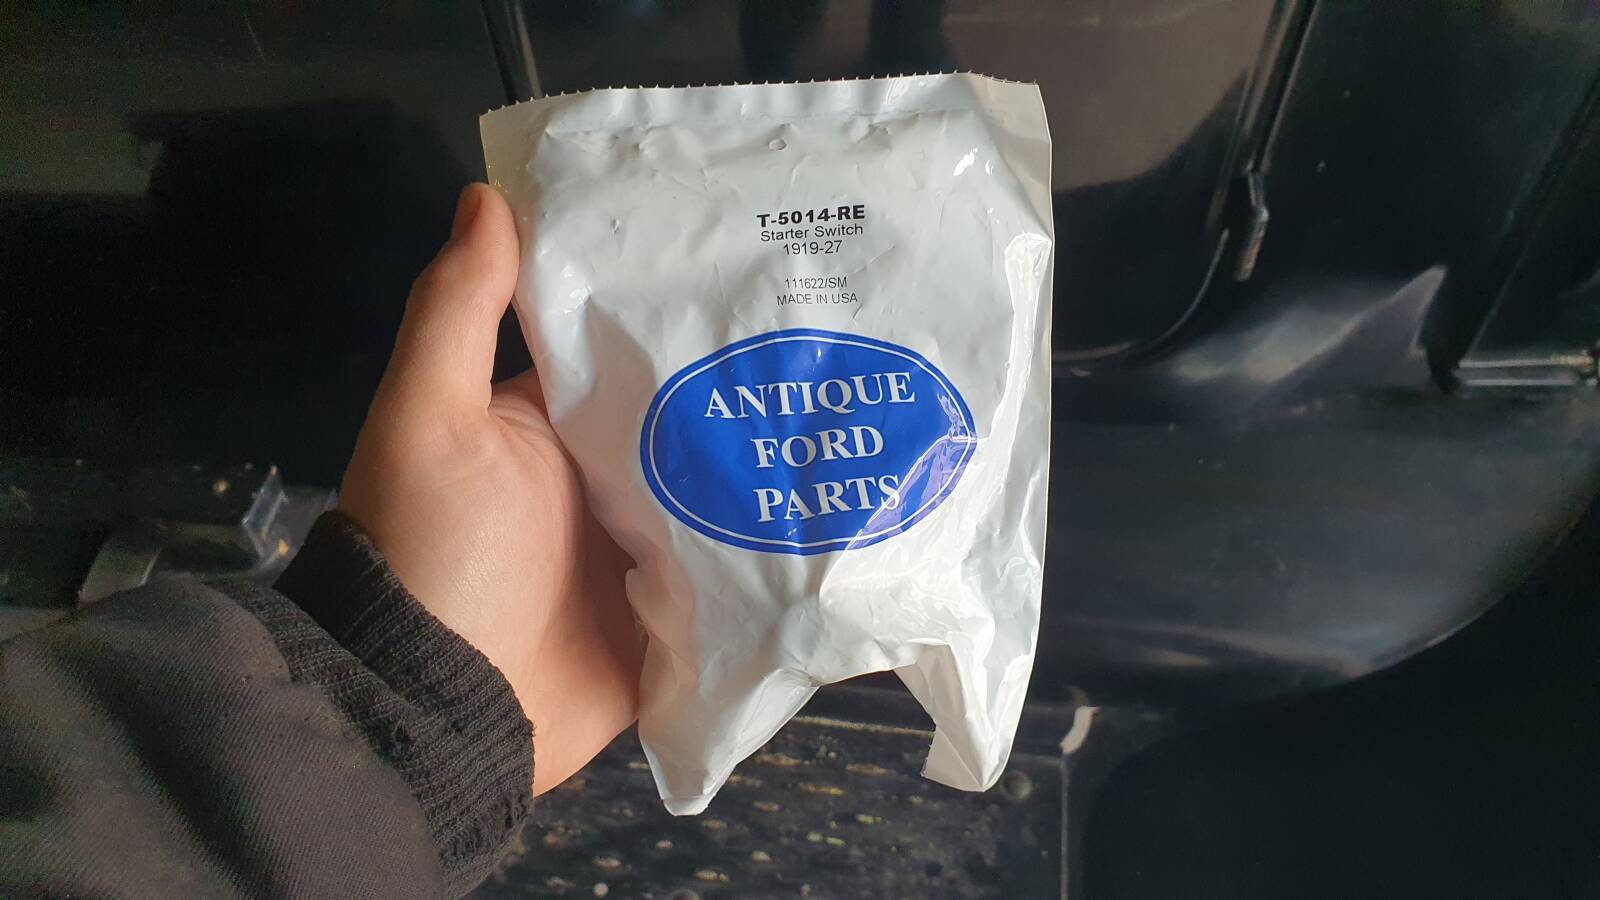 T-5014-RE
Starter Switch
1919-27
111622/SM
MADE IN USA
ANTIQUE
FORD
PARTS